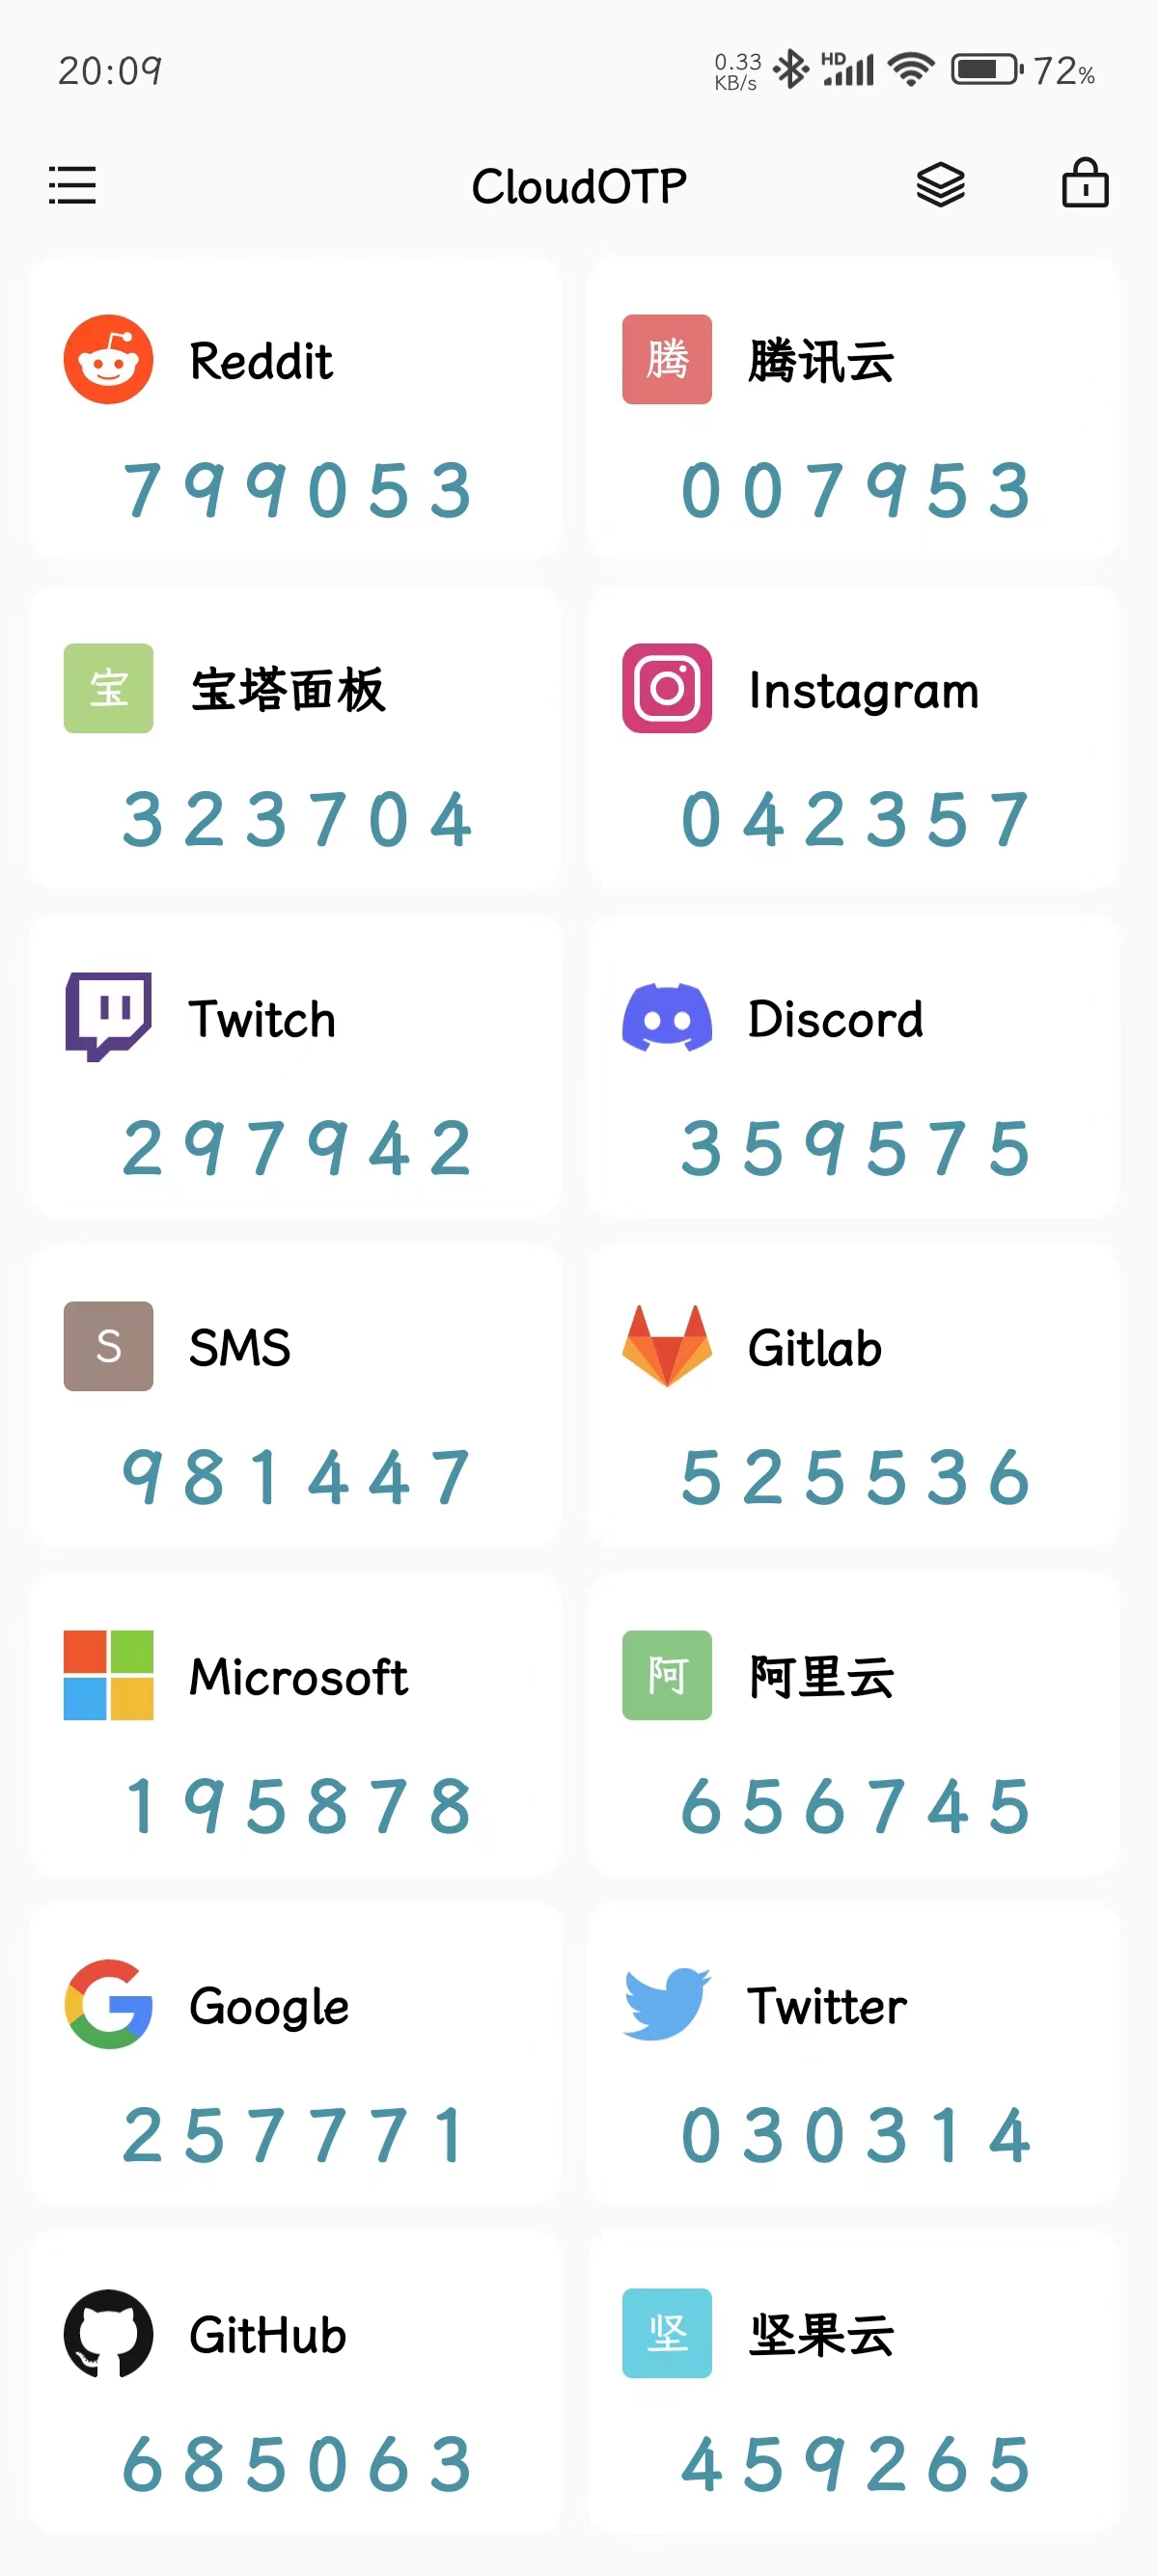 20:09 0.33 KB/s HD 72%
CloudOTP
Reddit
799053
腾 腾讯云
007953
宝 宝塔面板
323704
Instagram
042357
Twitch
297942
Discord
359575
S SMS
981447
Gitlab
525536
Microsoft
195878
阿 阿里云
656745
Google
257771
Twitter
030314
GitHub
685063
坚 坚果云
459265